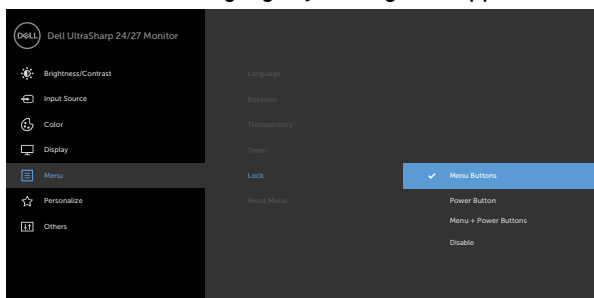 DELL
Dell UltraSharp 24/27 Monitor
Brightness/Contrast
Input Source
Color
Display
Menu
Personalize
Others
Language
Rotation
Transparency
Timer
Lock
Reset Menu
Menu Buttons
Power Button
Menu + Power Buttons
Disable